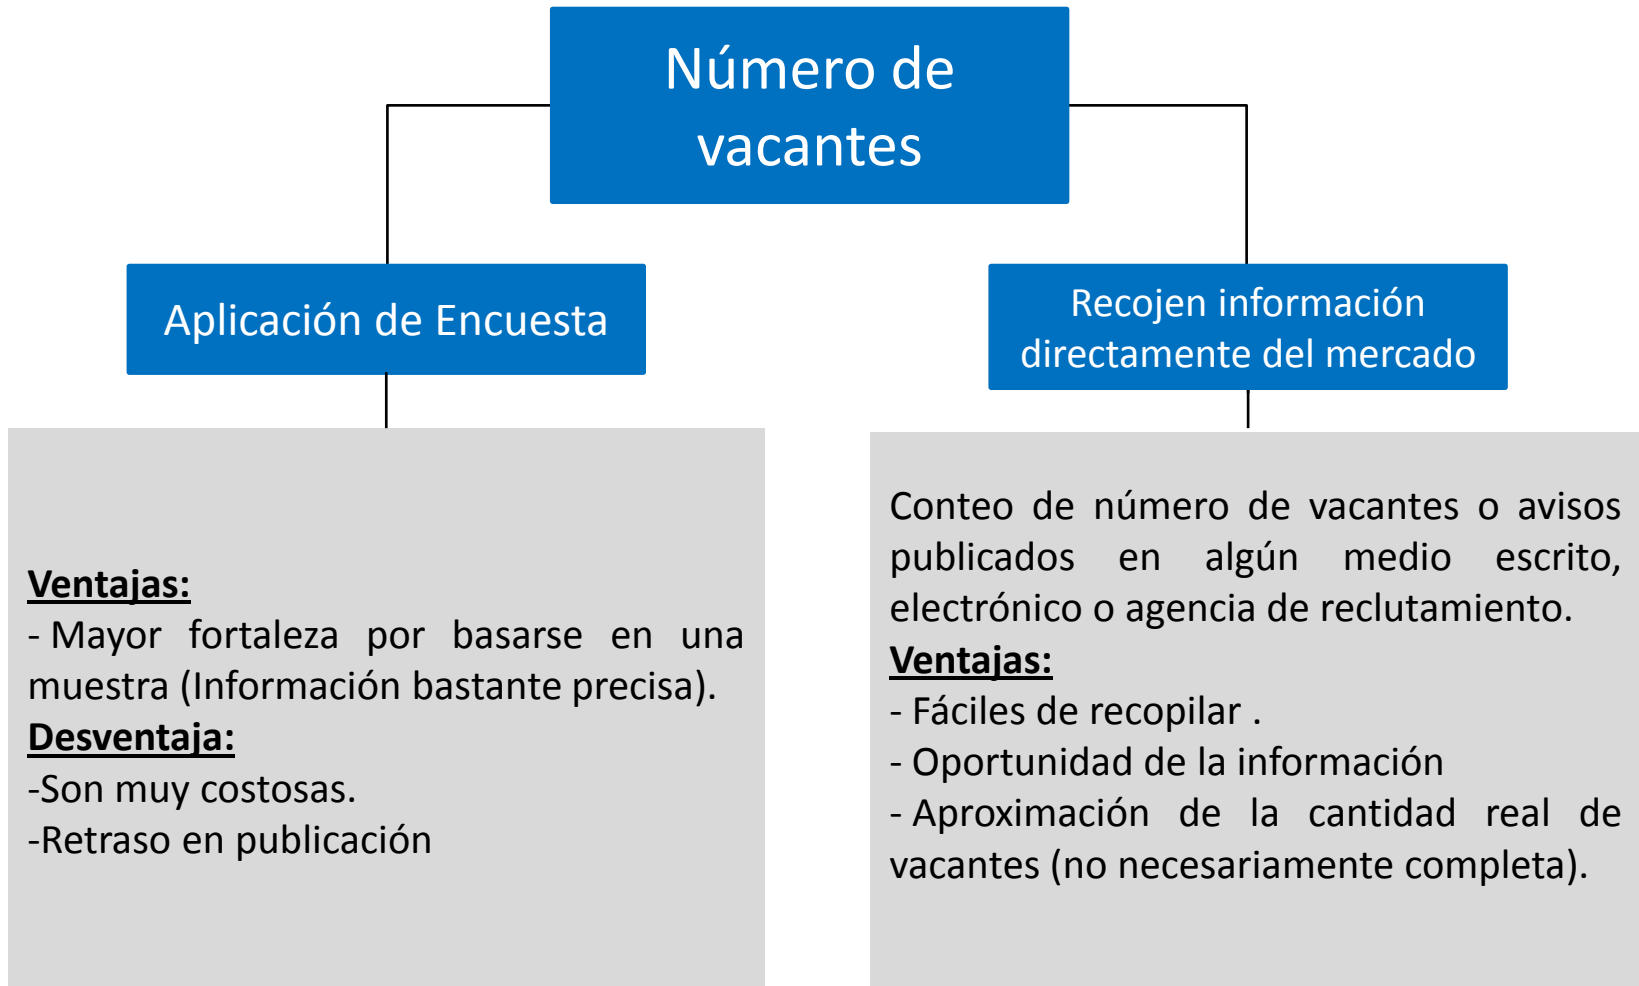 Número de
vacantes
Aplicación de Encuesta
Recojen información
directamente del mercado
Ventajas:
- Mayor fortaleza por basarse en una
muestra (Información bastante precisa).
Desventaja:
-Son muy costosas.
-Retraso en publicación
Conteo de número de vacantes o avisos
publicados en algún medio escrito,
electrónico o agencia de reclutamiento.
Ventajas:
- Fáciles de recopilar .
- Oportunidad de la información
- Aproximación de la cantidad real de
vacantes (no necesariamente completa).